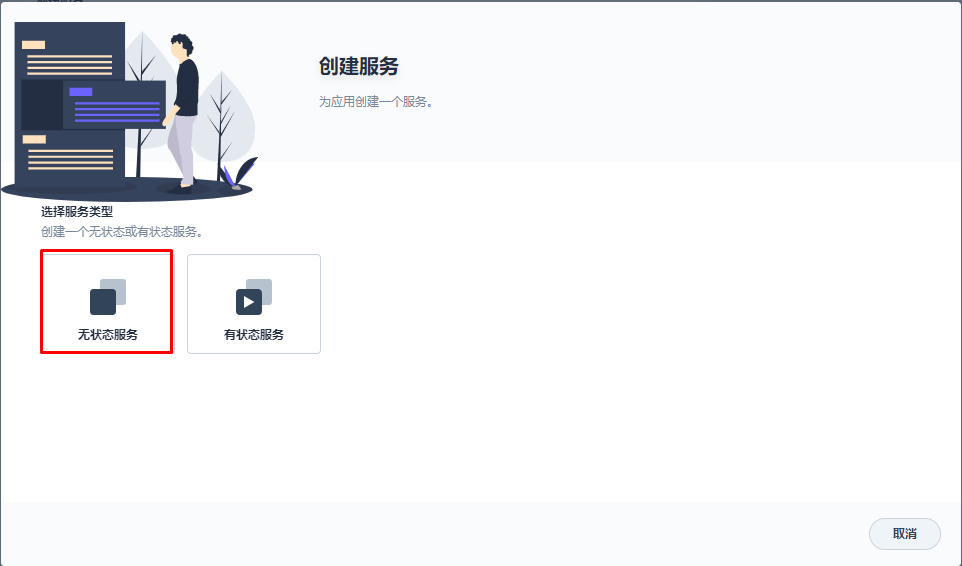 创建服务
为应用创建一个服务。
选择服务类型
创建一个无状态或有状态服务。
无状态服务
有状态服务
取消